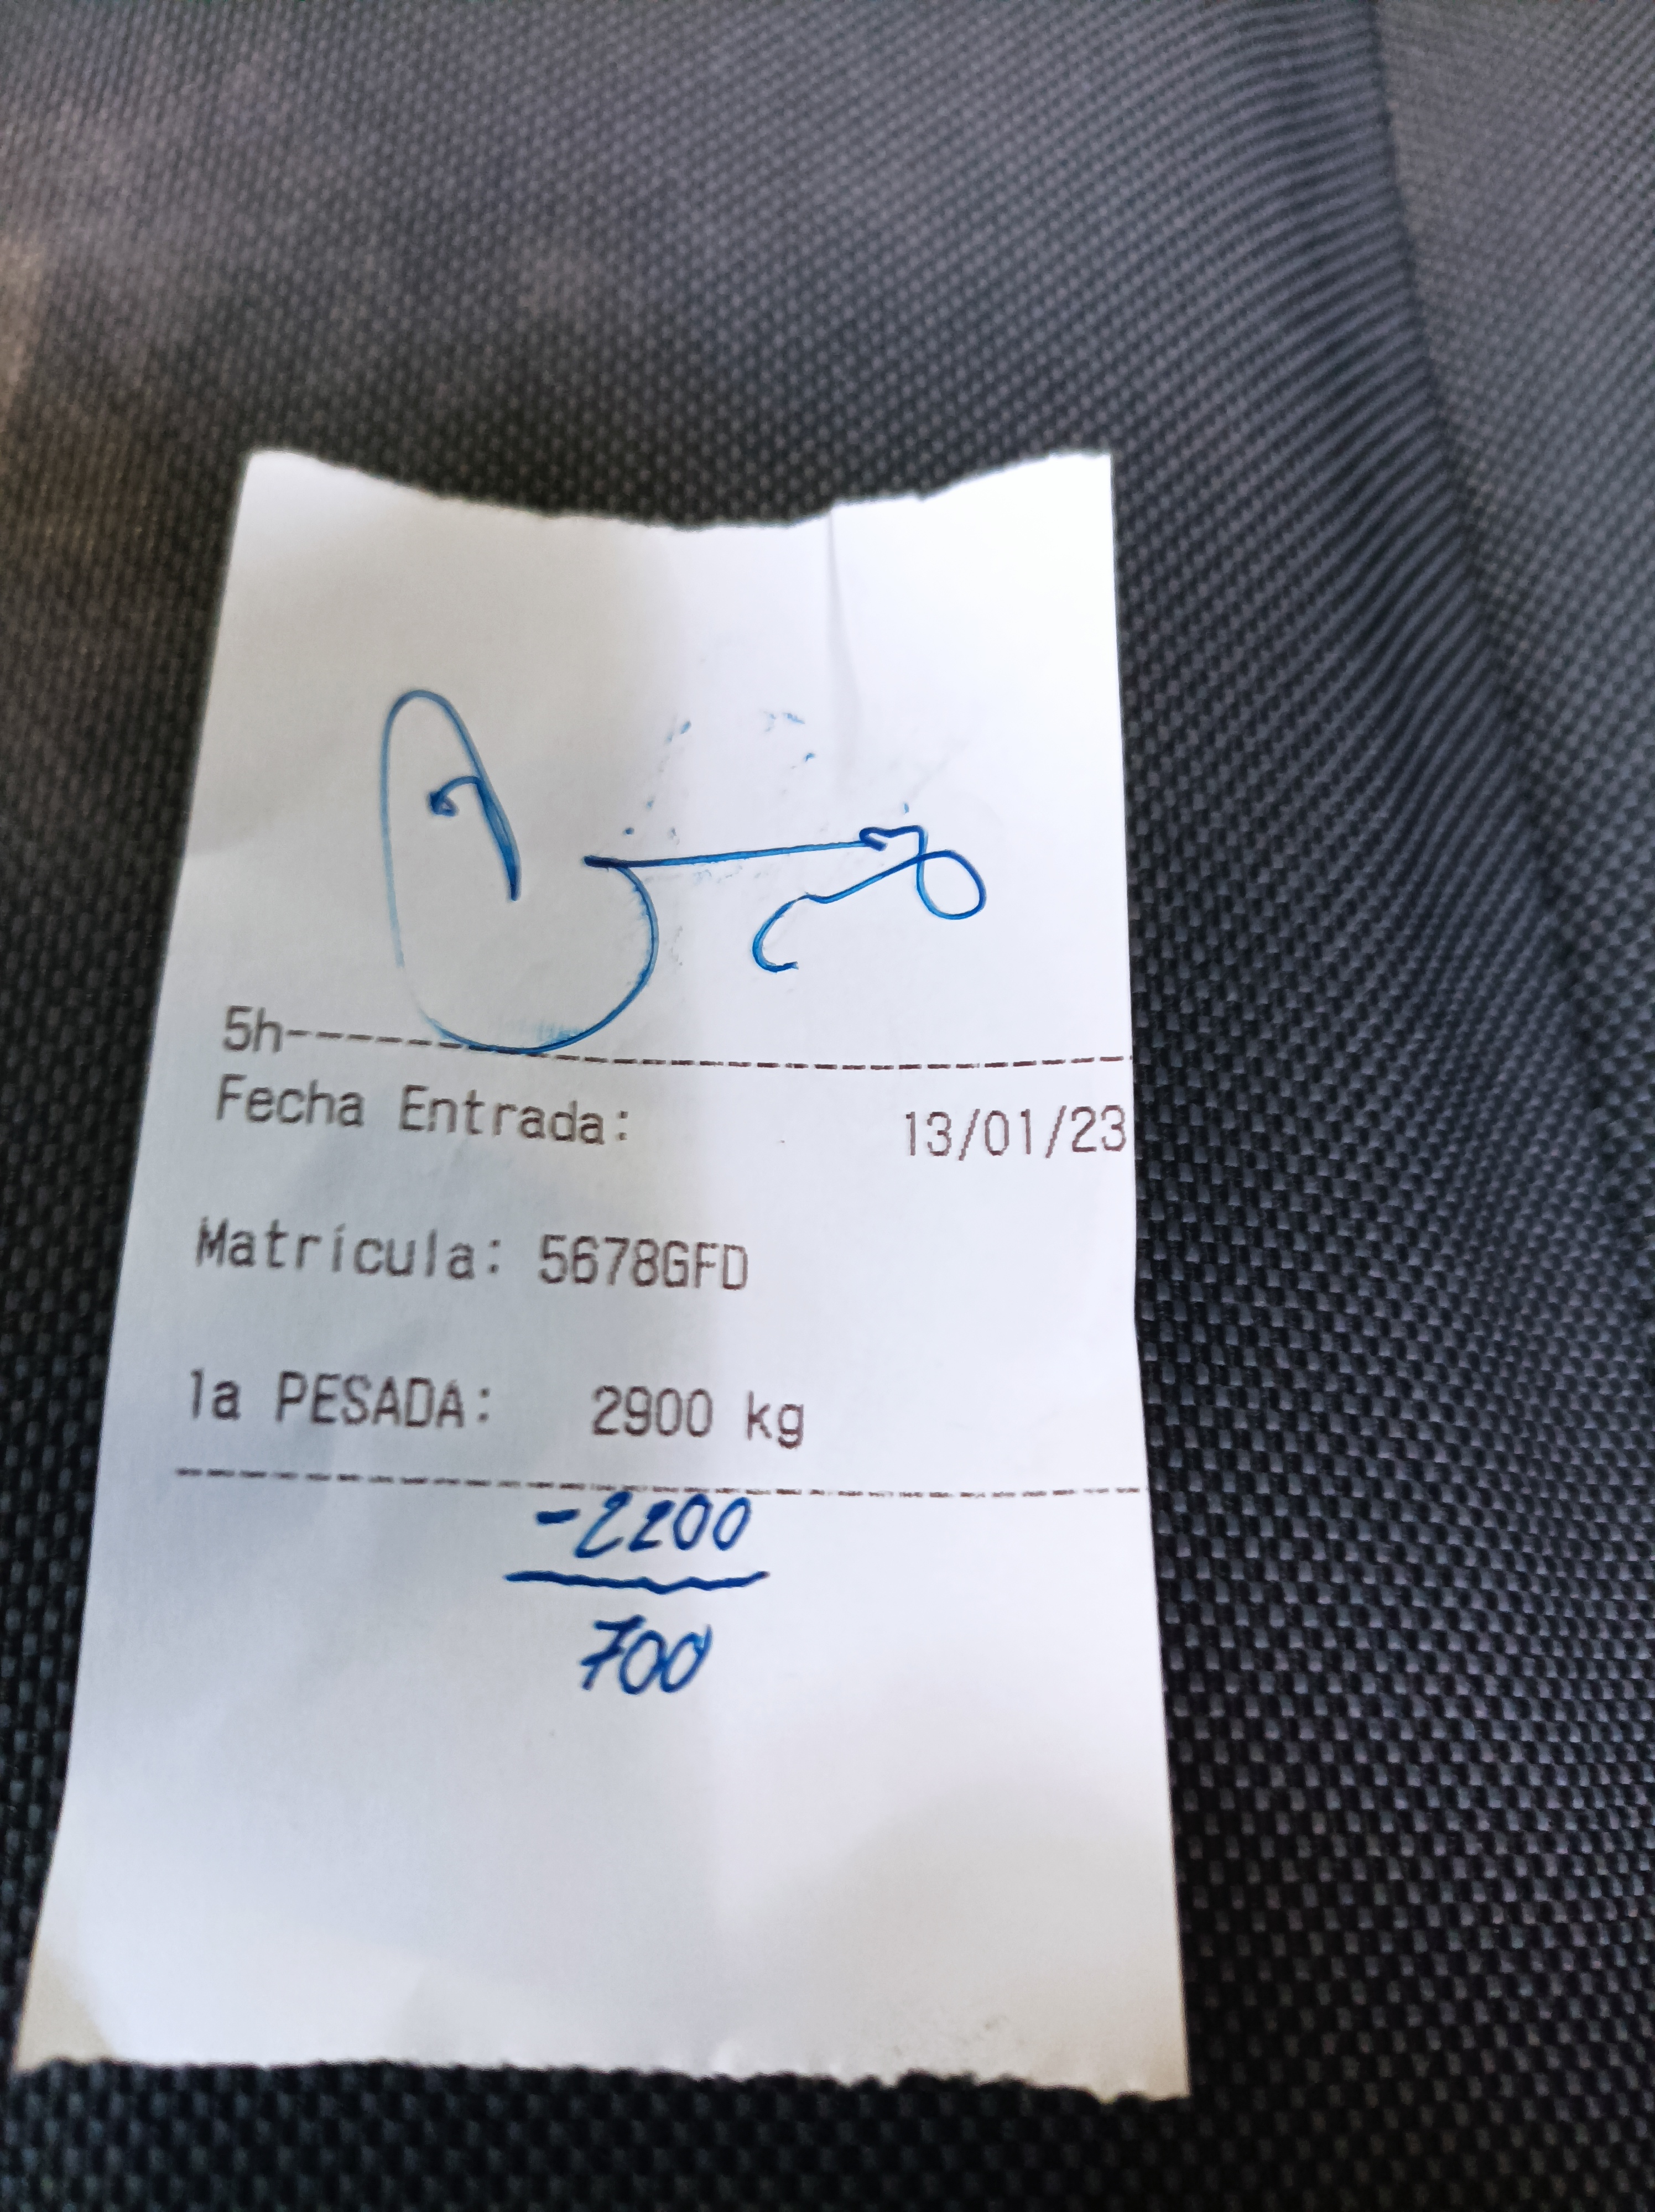 5h-----------------------------
Fecha Entrada: 13/01/23
Matrícula: 5678GFD
1a PESADA: 2900 kg
--------------------------------
-2200
700